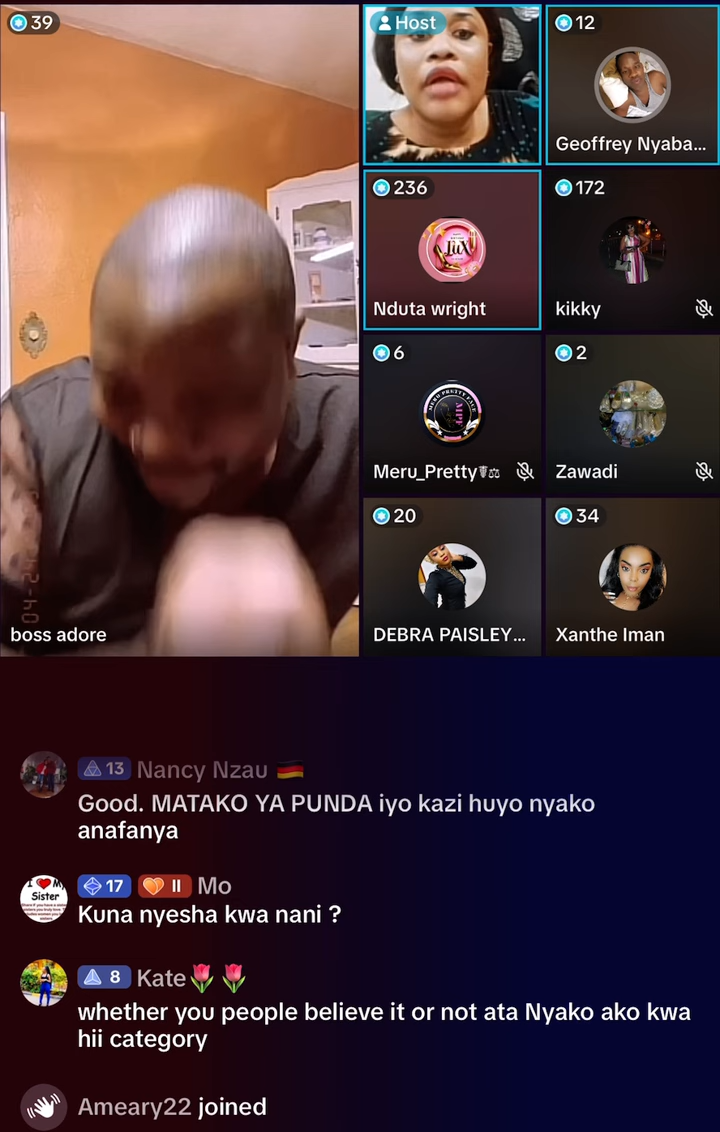 39
Host
12
Geoffrey Nyaba...
236
Nduta wright
172
kikky
6
Meru_Pretty
2
Zawadi
20
DEBRA PAISLEY...
34
Xanthe Iman
boss adore
13 Nancy Nzau 🇩🇪
Good. MATAKO YA PUNDA iyo kazi huyo nyako
anafanya
I ❤ My
Sister
17 II Mo
Kuna nyesha kwa nani ?
8 Kate🌷🌷
whether you people believe it or not ata Nyako ako kwa
hii category
Ameary22 joined